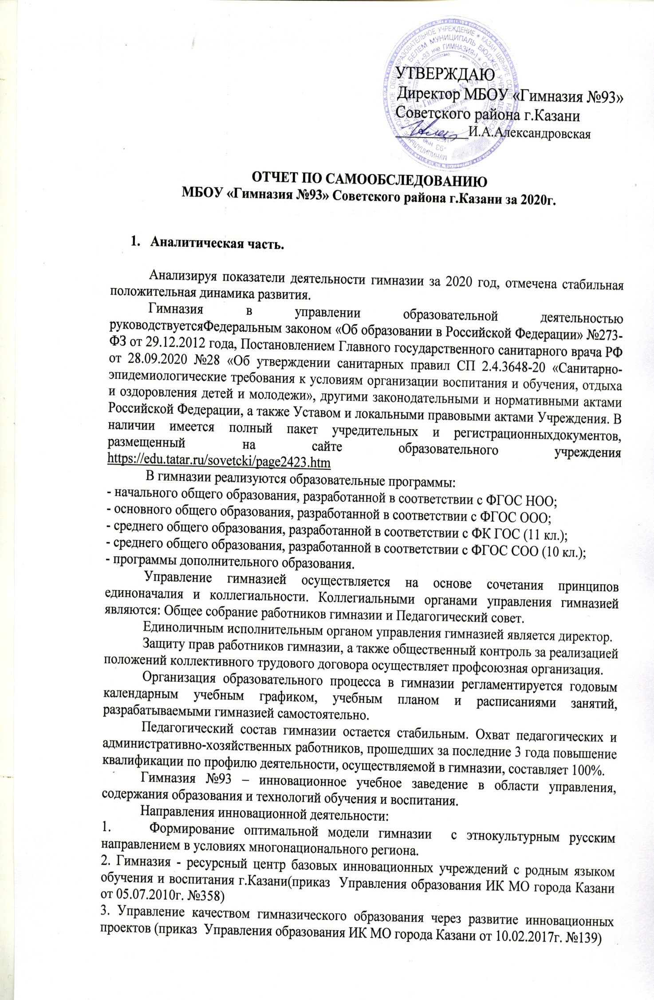 УТВЕРЖДАЮ
Директор МБОУ «Гимназия №93»
Советского района г.Казани
____________И.А.Александровская
ОТЧЕТ ПО САМООБСЛЕДОВАНИЮ
МБОУ «Гимназия №93» Советского района г.Казани за 2020г.
1. Аналитическая часть.
Анализируя показатели деятельности гимназии за 2020 год, отмечена стабильная
положительная динамика развития.
Гимназия в управлении образовательной деятельностью
руководствуетсяФедеральным законом «Об образовании в Российской Федерации» №273-
ФЗ от 29.12.2012 года, Постановлением Главного государственного санитарного врача РФ
от 28.09.2020 №28 «Об утверждении санитарных правил СП 2.4.3648-20 «Санитарно-
эпидемиологические требования к условиям организации воспитания и обучения, отдыха
и оздоровления детей и молодежи», другими законодательными и нормативными актами
Российской Федерации, а также Уставом и локальными правовыми актами Учреждения. В
наличии имеется полный пакет учредительных и регистрационныхдокументов,
размещенный на сайте образовательного учреждения
https://edu.tatar.ru/sovetcki/page2423.htm
В гимназии реализуются образовательные программы:
- начального общего образования, разработанной в соответствии с ФГОС НОО;
- основного общего образования, разработанной в соответствии с ФГОС ООО;
- среднего общего образования, разработанной в соответствии с ФК ГОС (11 кл.);
- среднего общего образования, разработанной в соответствии с ФГОС СОО (10 кл.);
- программы дополнительного образования.
Управление гимназией осуществляется на основе сочетания принципов
единоначалия и коллегиальности. Коллегиальными органами управления гимназией
являются: Общее собрание работников гимназии и Педагогический совет.
Единоличным исполнительным органом управления гимназией является директор.
Защиту прав работников гимназии, а также общественный контроль за реализацией
положений коллективного трудового договора осуществляет профсоюзная организация.
Организация образовательного процесса в гимназии регламентируется годовым
календарным учебным графиком, учебным планом и расписаниями занятий,
разрабатываемыми гимназией самостоятельно.
Педагогический состав гимназии остается стабильным. Охват педагогических и
административно-хозяйственных работников, прошедших за последние 3 года повышение
квалификации по профилю деятельности, осуществляемой в гимназии, составляет 100%.
Гимназия №93 – инновационное учебное заведение в области управления,
содержания образования и технологий обучения и воспитания.
Направления инновационной деятельности:
1. Формирование оптимальной модели гимназии с этнокультурным русским
направлением в условиях многонационального региона.
2. Гимназия - ресурсный центр базовых инновационных учреждений с родным языком
обучения и воспитания г.Казани(приказ Управления образования ИК МО города Казани
от 05.07.2010г. №358)
3. Управление качеством гимназического образования через развитие инновационных
проектов (приказ Управления образования ИК МО города Казани от 10.02.2017г. №139)